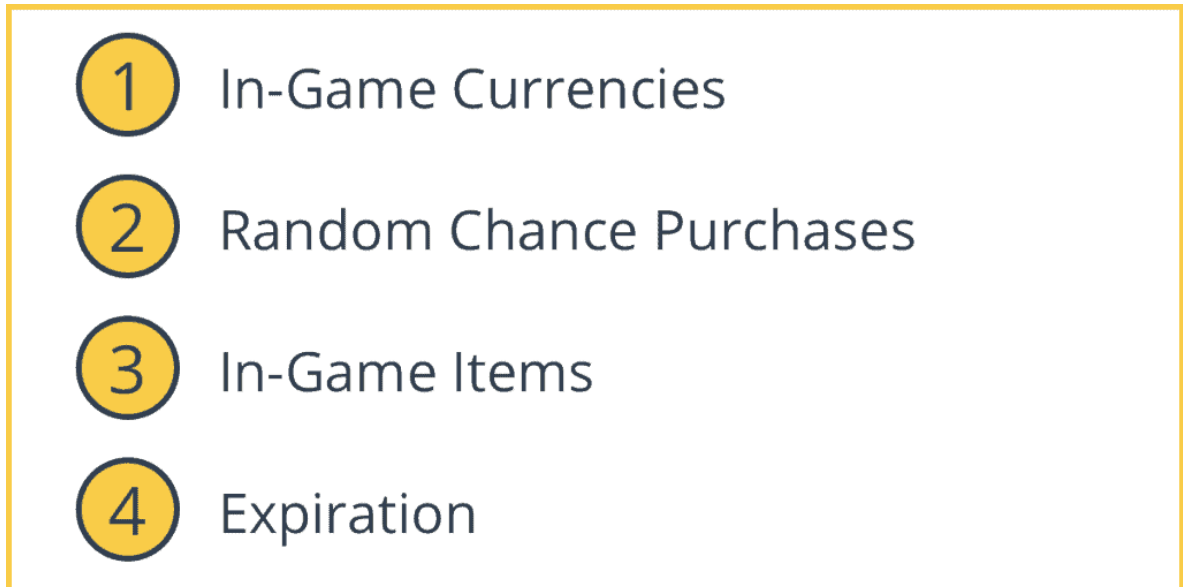 1 In-Game Currencies
2 Random Chance Purchases
3 In-Game Items
4 Expiration